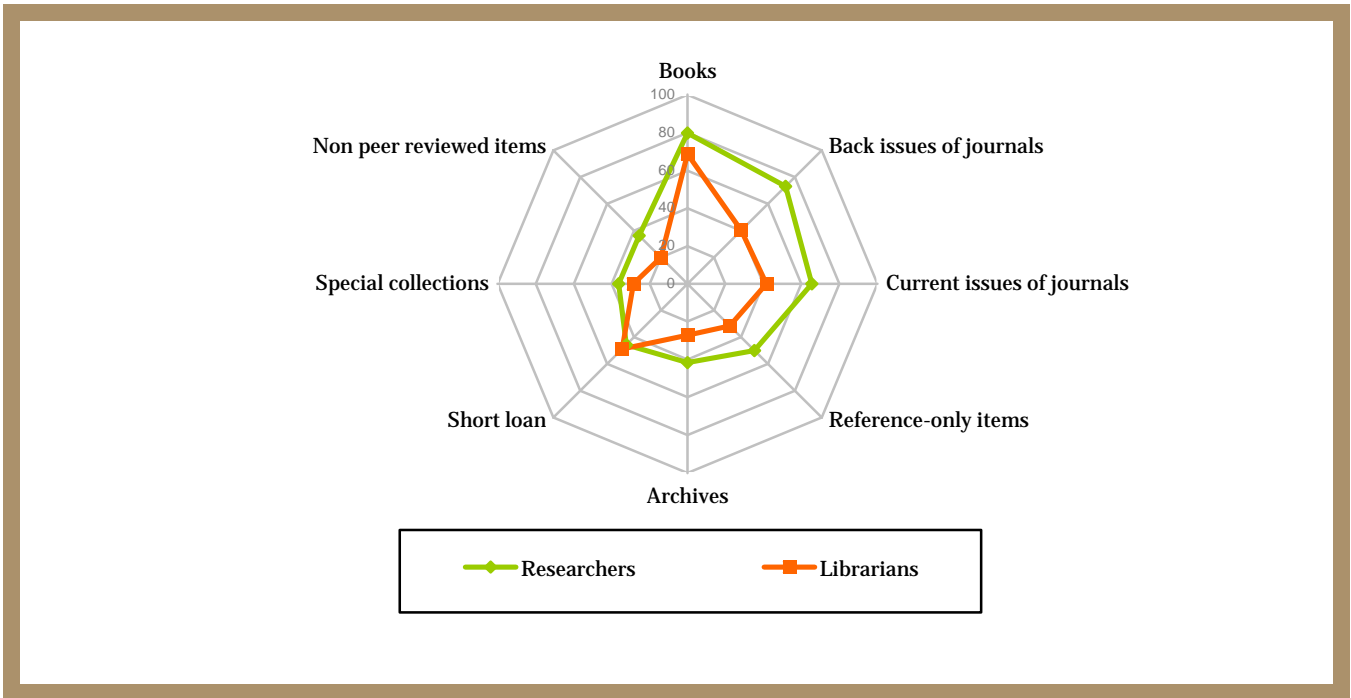 Books
100
80
60
40
20
0
Non peer reviewed items
Back issues of journals
Special collections
Current issues of journals
Short loan
Reference-only items
Archives
Researchers
Librarians